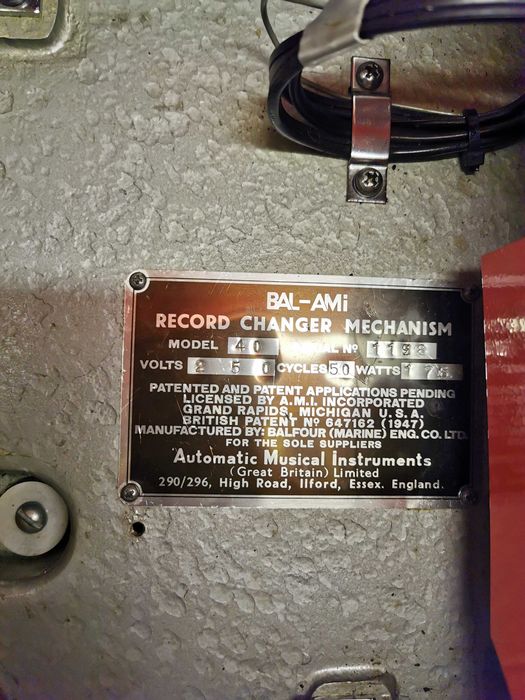 BAL-AMi
RECORD CHANGER MECHANISM
MODEL 40 Nº 1198
VOLTS 250 CYCLES 50 WATTS 175
PATENTED AND PATENT APPLICATIONS PENDING
LICENSED BY A.M.I. INCORPORATED
GRAND RAPIDS, MICHIGAN U.S.A.
BRITISH PATENT Nº 647162 (1947)
MANUFACTURED BY: BALFOUR (MARINE) ENG. CO. LTD.
FOR THE SOLE SUPPLIERS
Automatic Musical Instruments
(Great Britain) Limited
290/296, High Road, Ilford, Essex. England.